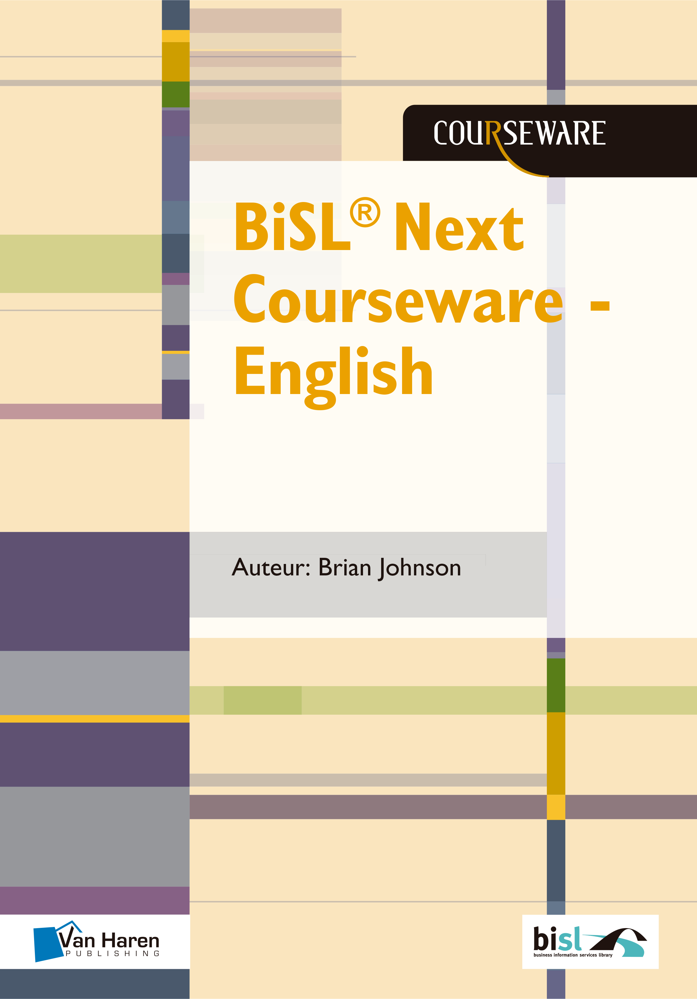 COURSEWARE
BiSL® Next
Courseware -
English
Auteur: Brian Johnson
Van Haren
PUBLISHING
bisl
business information services library